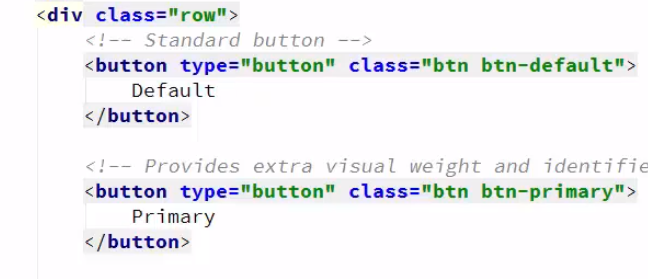 <div class="row">
<!-- Standard button -->
<button type="button" class="btn btn-default">
Default
</button>
<!-- Provides extra visual weight and identifie
<button type="button" class="btn btn-primary">
Primary
</button>